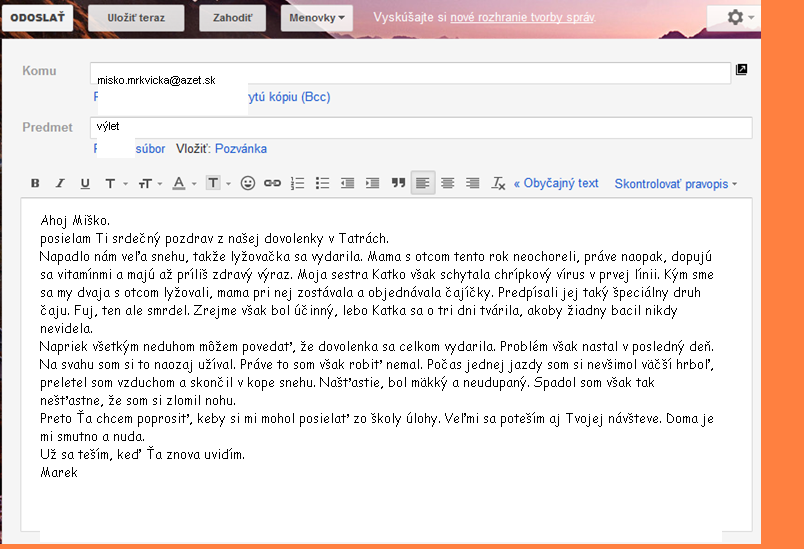 ODOSLAŤ Uložiť teraz Zahodiť Menovky Vyskúšajte si nové rozhranie tvorby správ.
Komu misko.mrkvicka@azet.sk
ytú kópiu (Bcc)
Predmet výlet
súbor Vložiť: Pozvánka
B I U T T A T T « Obyčajný text Skontrolovať pravopis
Ahoj Miško.
posielam Ti srdečný pozdrav z našej dovolenky v Tatrách.
Napadlo nám veľa snehu, takže lyžovačka sa vydarila. Mama s otcom tento rok neochoreli, práve naopak, dopujú
sa vitamínmi a majú až príliš zdravý výraz. Moja sestra Katko však schytala chrípkový vírus v prvej línii. Kým sme
sa my dvaja s otcom lyžovali, mama pri nej zostávala a objednávala čajíčky. Predpísali jej taký špeciálny druh
čaju. Fuj, ten ale smrdel. Zrejme však bol účinný, lebo Katka sa o tri dni tvárila, akoby žiadny bacil nikdy
nevidela.
Napriek všetkým neduhom môžem povedať, že dovolenka sa celkom vydarila. Problém však nastal v posledný deň.
Na svahu som si to naozaj užíval. Práve to som však robiť nemal. Počas jednej jazdy som si nevšimol väčší hrboľ,
preletel som vzduchom a skončil v kope snehu. Našťastie, bol mäkký a neudupaný. Spadol som však tak
nešťastne, že som si zlomil nohu.
Preto Ťa chcem poprosiť, keby si mi mohol posielať zo školy úlohy. Veľmi sa poteším aj Tvojej návšteve. Doma je
mi smutno a nuda.
Už sa teším, keď Ťa znova uvidím.
Marek